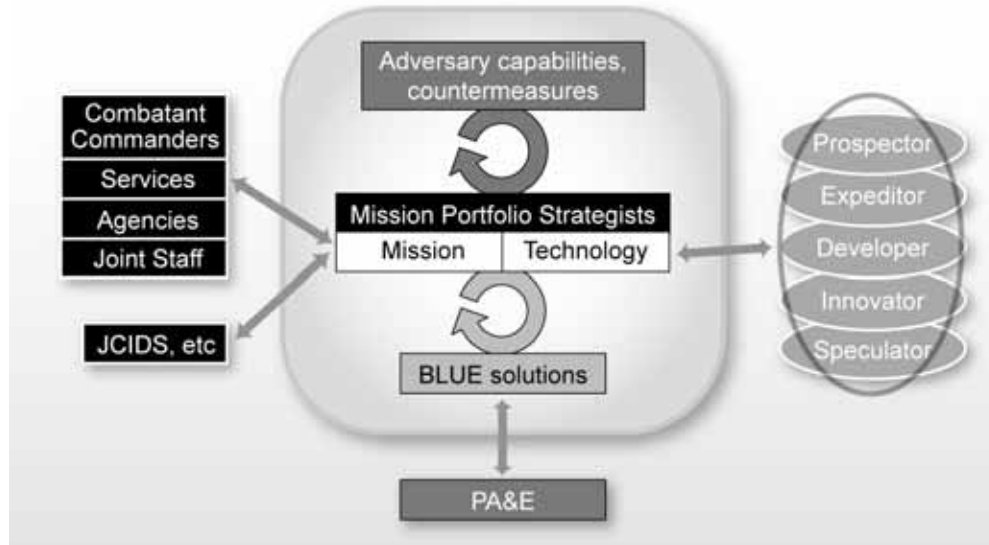 Adversary capabilities,
countermeasures
Combatant
Commanders
Services
Agencies
Joint Staff
JCIDS, etc
Mission Portfolio Strategists
Mission
Technology
BLUE solutions
PA&E
Prospector
Expeditor
Developer
Innovator
Speculator